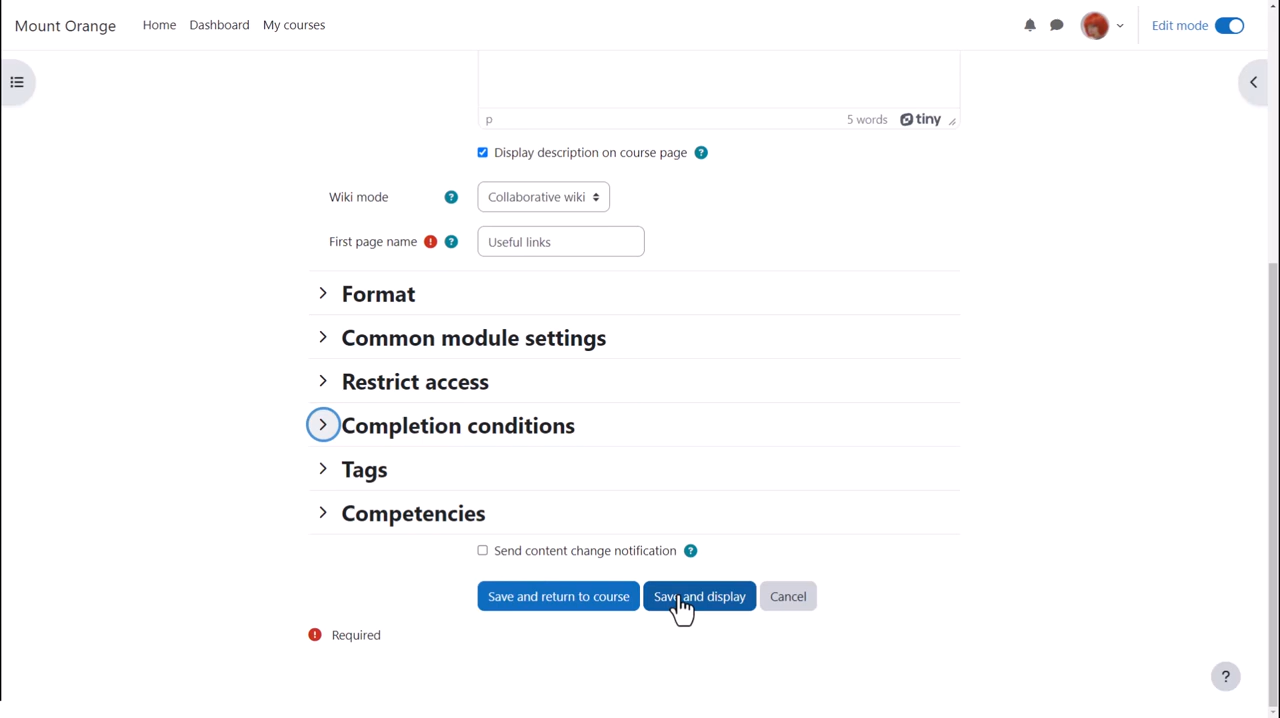 Mount Orange Home Dashboard My courses Edit mode
p 5 words tiny
Display description on course page ?
Wiki mode ? Collaborative wiki
First page name ! ? Useful links
Format
Common module settings
Restrict access
Completion conditions
Tags
Competencies
Send content change notification ?
Save and return to course Save and display Cancel
! Required
?